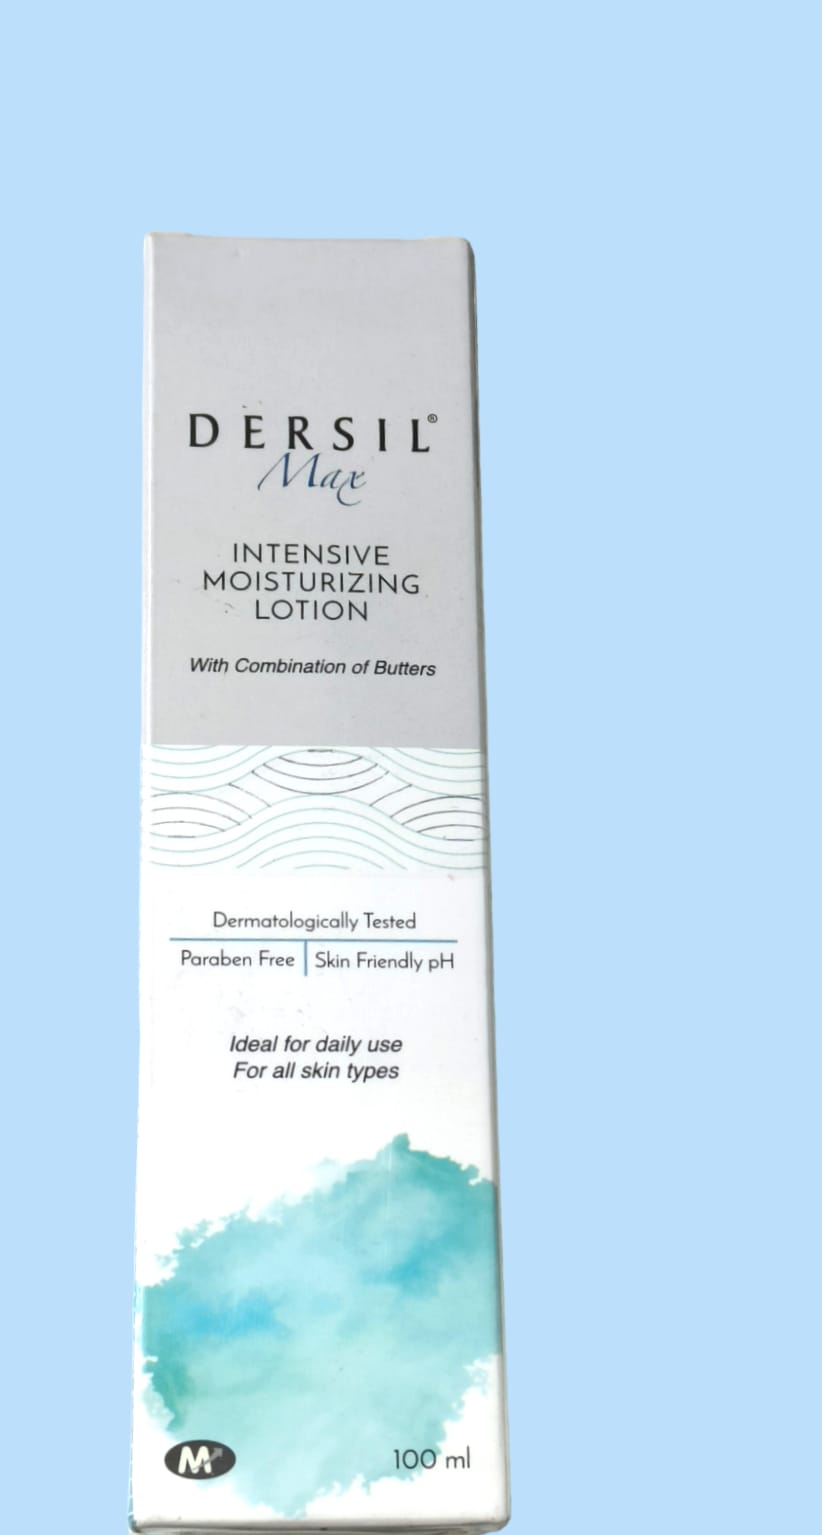 DERSIL®
Max
INTENSIVE
MOISTURIZING
LOTION
With Combination of Butters
Dermatologically Tested
Paraben Free | Skin Friendly pH
Ideal for daily use
For all skin types
M
100 ml